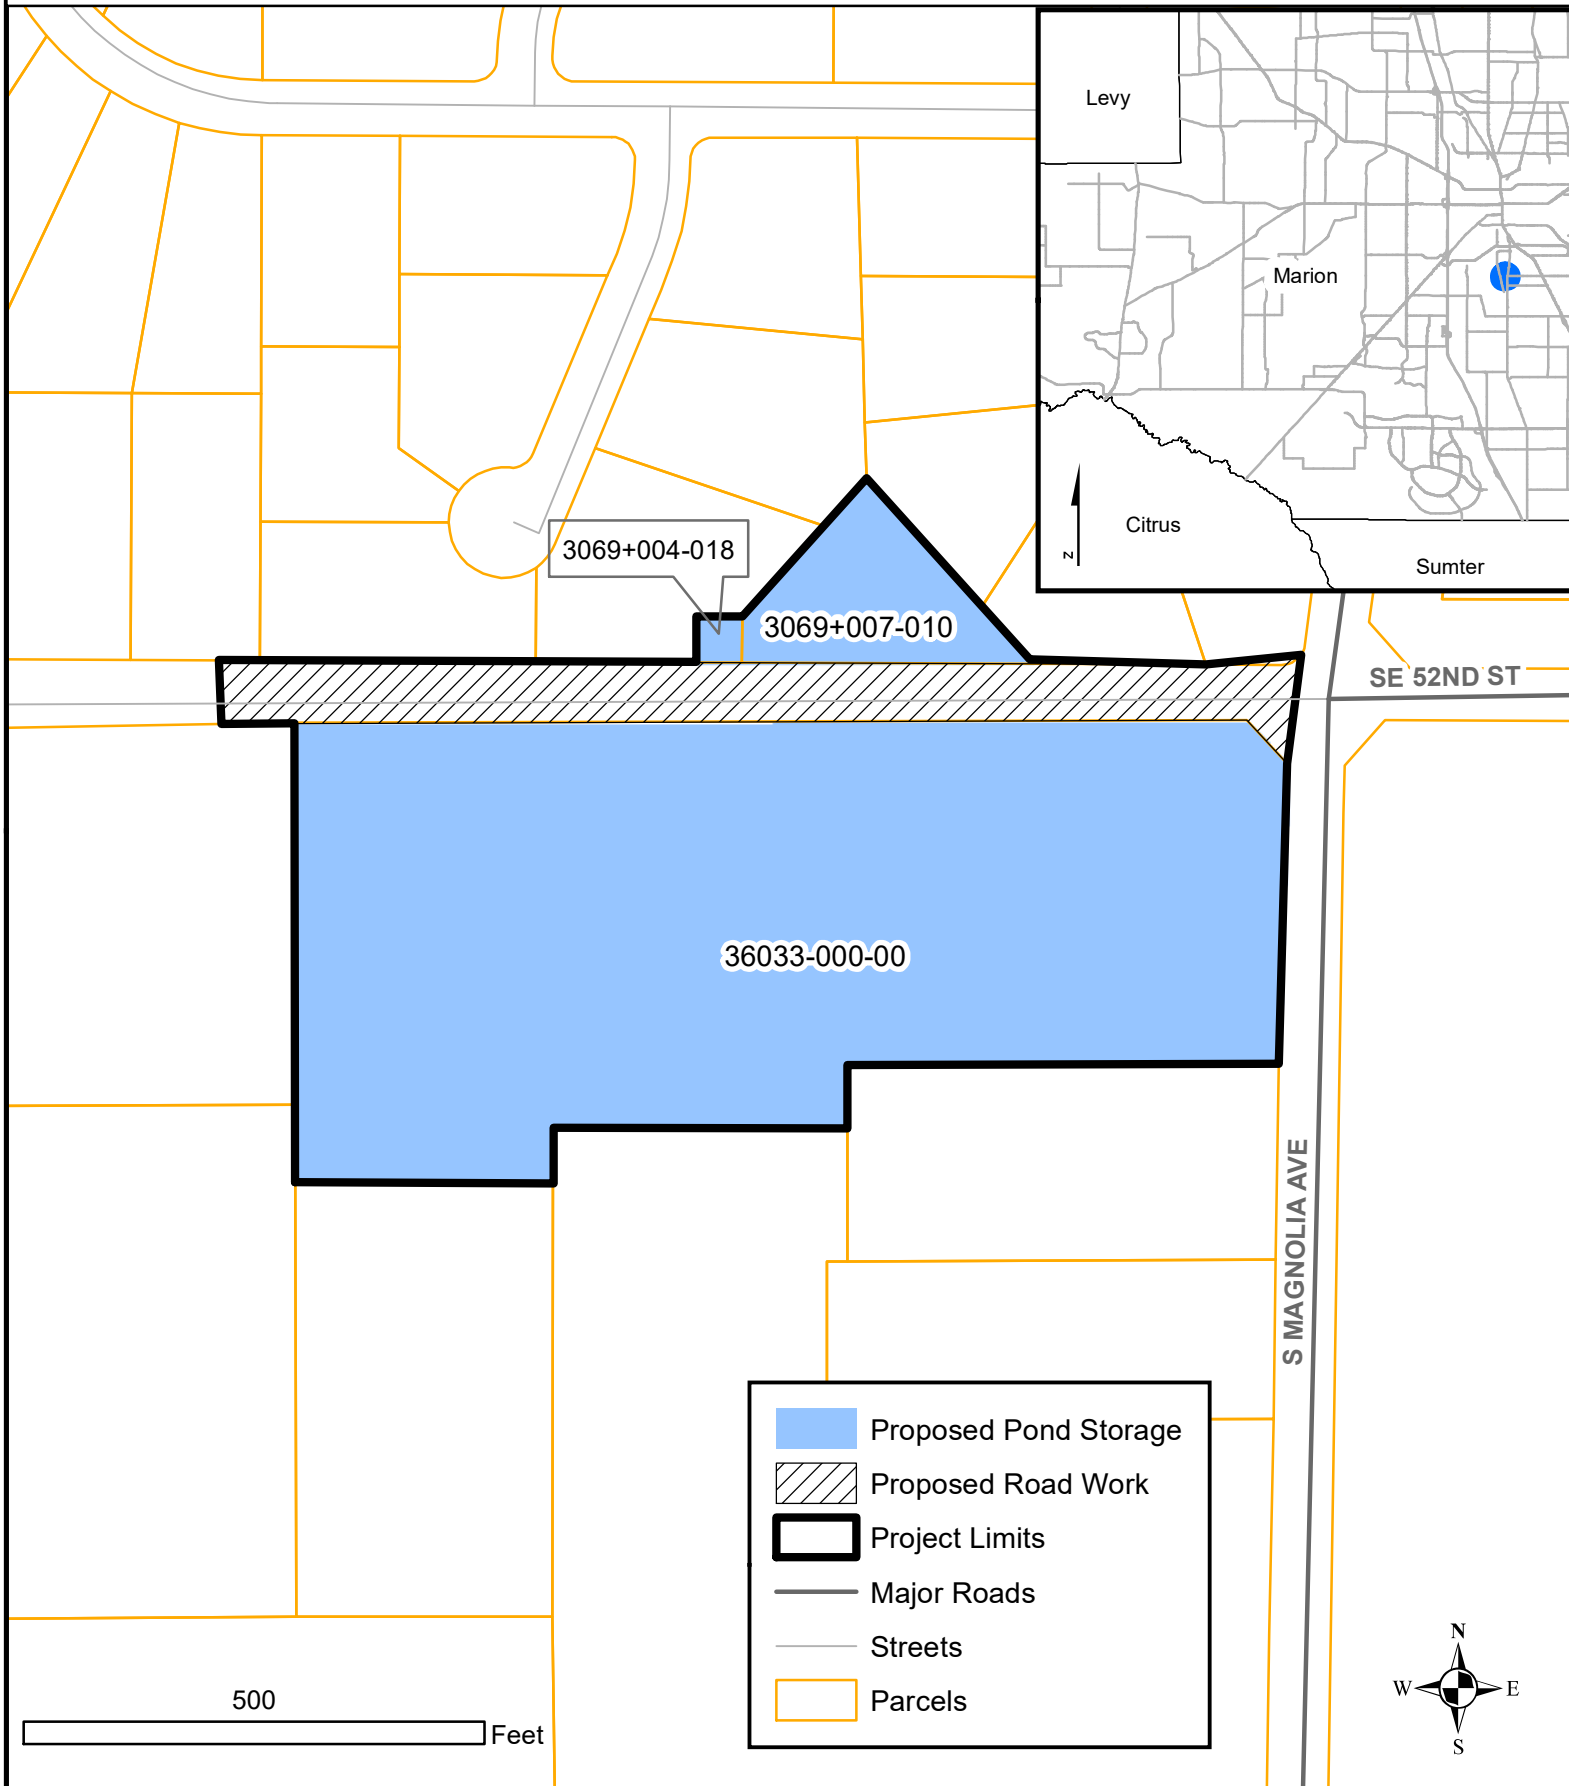 Levy
Marion
Citrus
Sumter
N
3069+004-018
3069+007-010
SE 52ND ST
36033-000-00
S MAGNOLIA AVE
Proposed Pond Storage
Proposed Road Work
Project Limits
Major Roads
Streets
Parcels
500
Feet
N
W
E
S